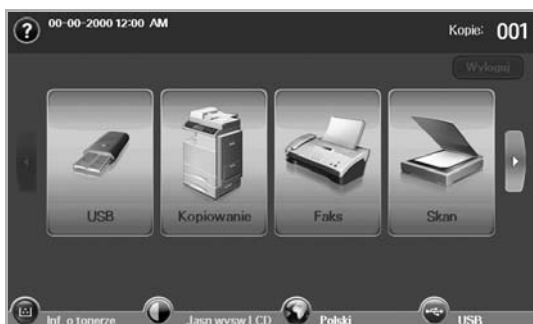 ? 00-00-2000 12:00 AM Kopie: 001
Wyloguj
USB Kopiowanie Faks Skan
Inf. o tonerze Jasn wysw LCD Polski USB